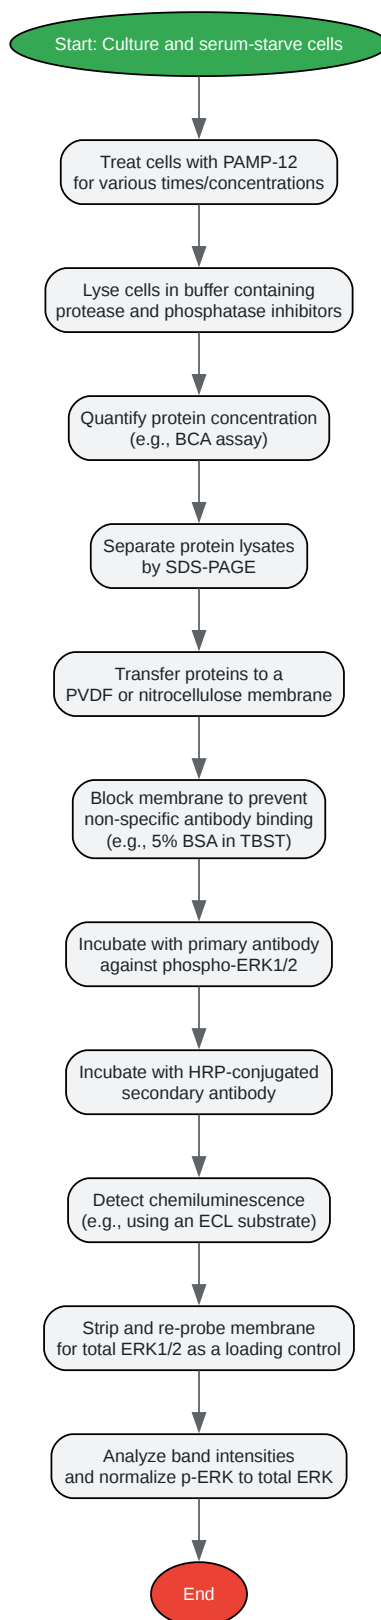 Start: Culture and serum-starve cells
Treat cells with PAMP-12
for various times/concentrations
Lyse cells in buffer containing
protease and phosphatase inhibitors
Quantify protein concentration
(e.g., BCA assay)
Separate protein lysates
by SDS-PAGE
Transfer proteins to a
PVDF or nitrocellulose membrane
Block membrane to prevent
non-specific antibody binding
(e.g., 5% BSA in TBST)
Incubate with primary antibody
against phospho-ERK1/2
Incubate with HRP-conjugated
secondary antibody
Detect chemiluminescence
(e.g., using an ECL substrate)
Strip and re-probe membrane
for total ERK1/2 as a loading control
Analyze band intensities
and normalize p-ERK to total ERK
End